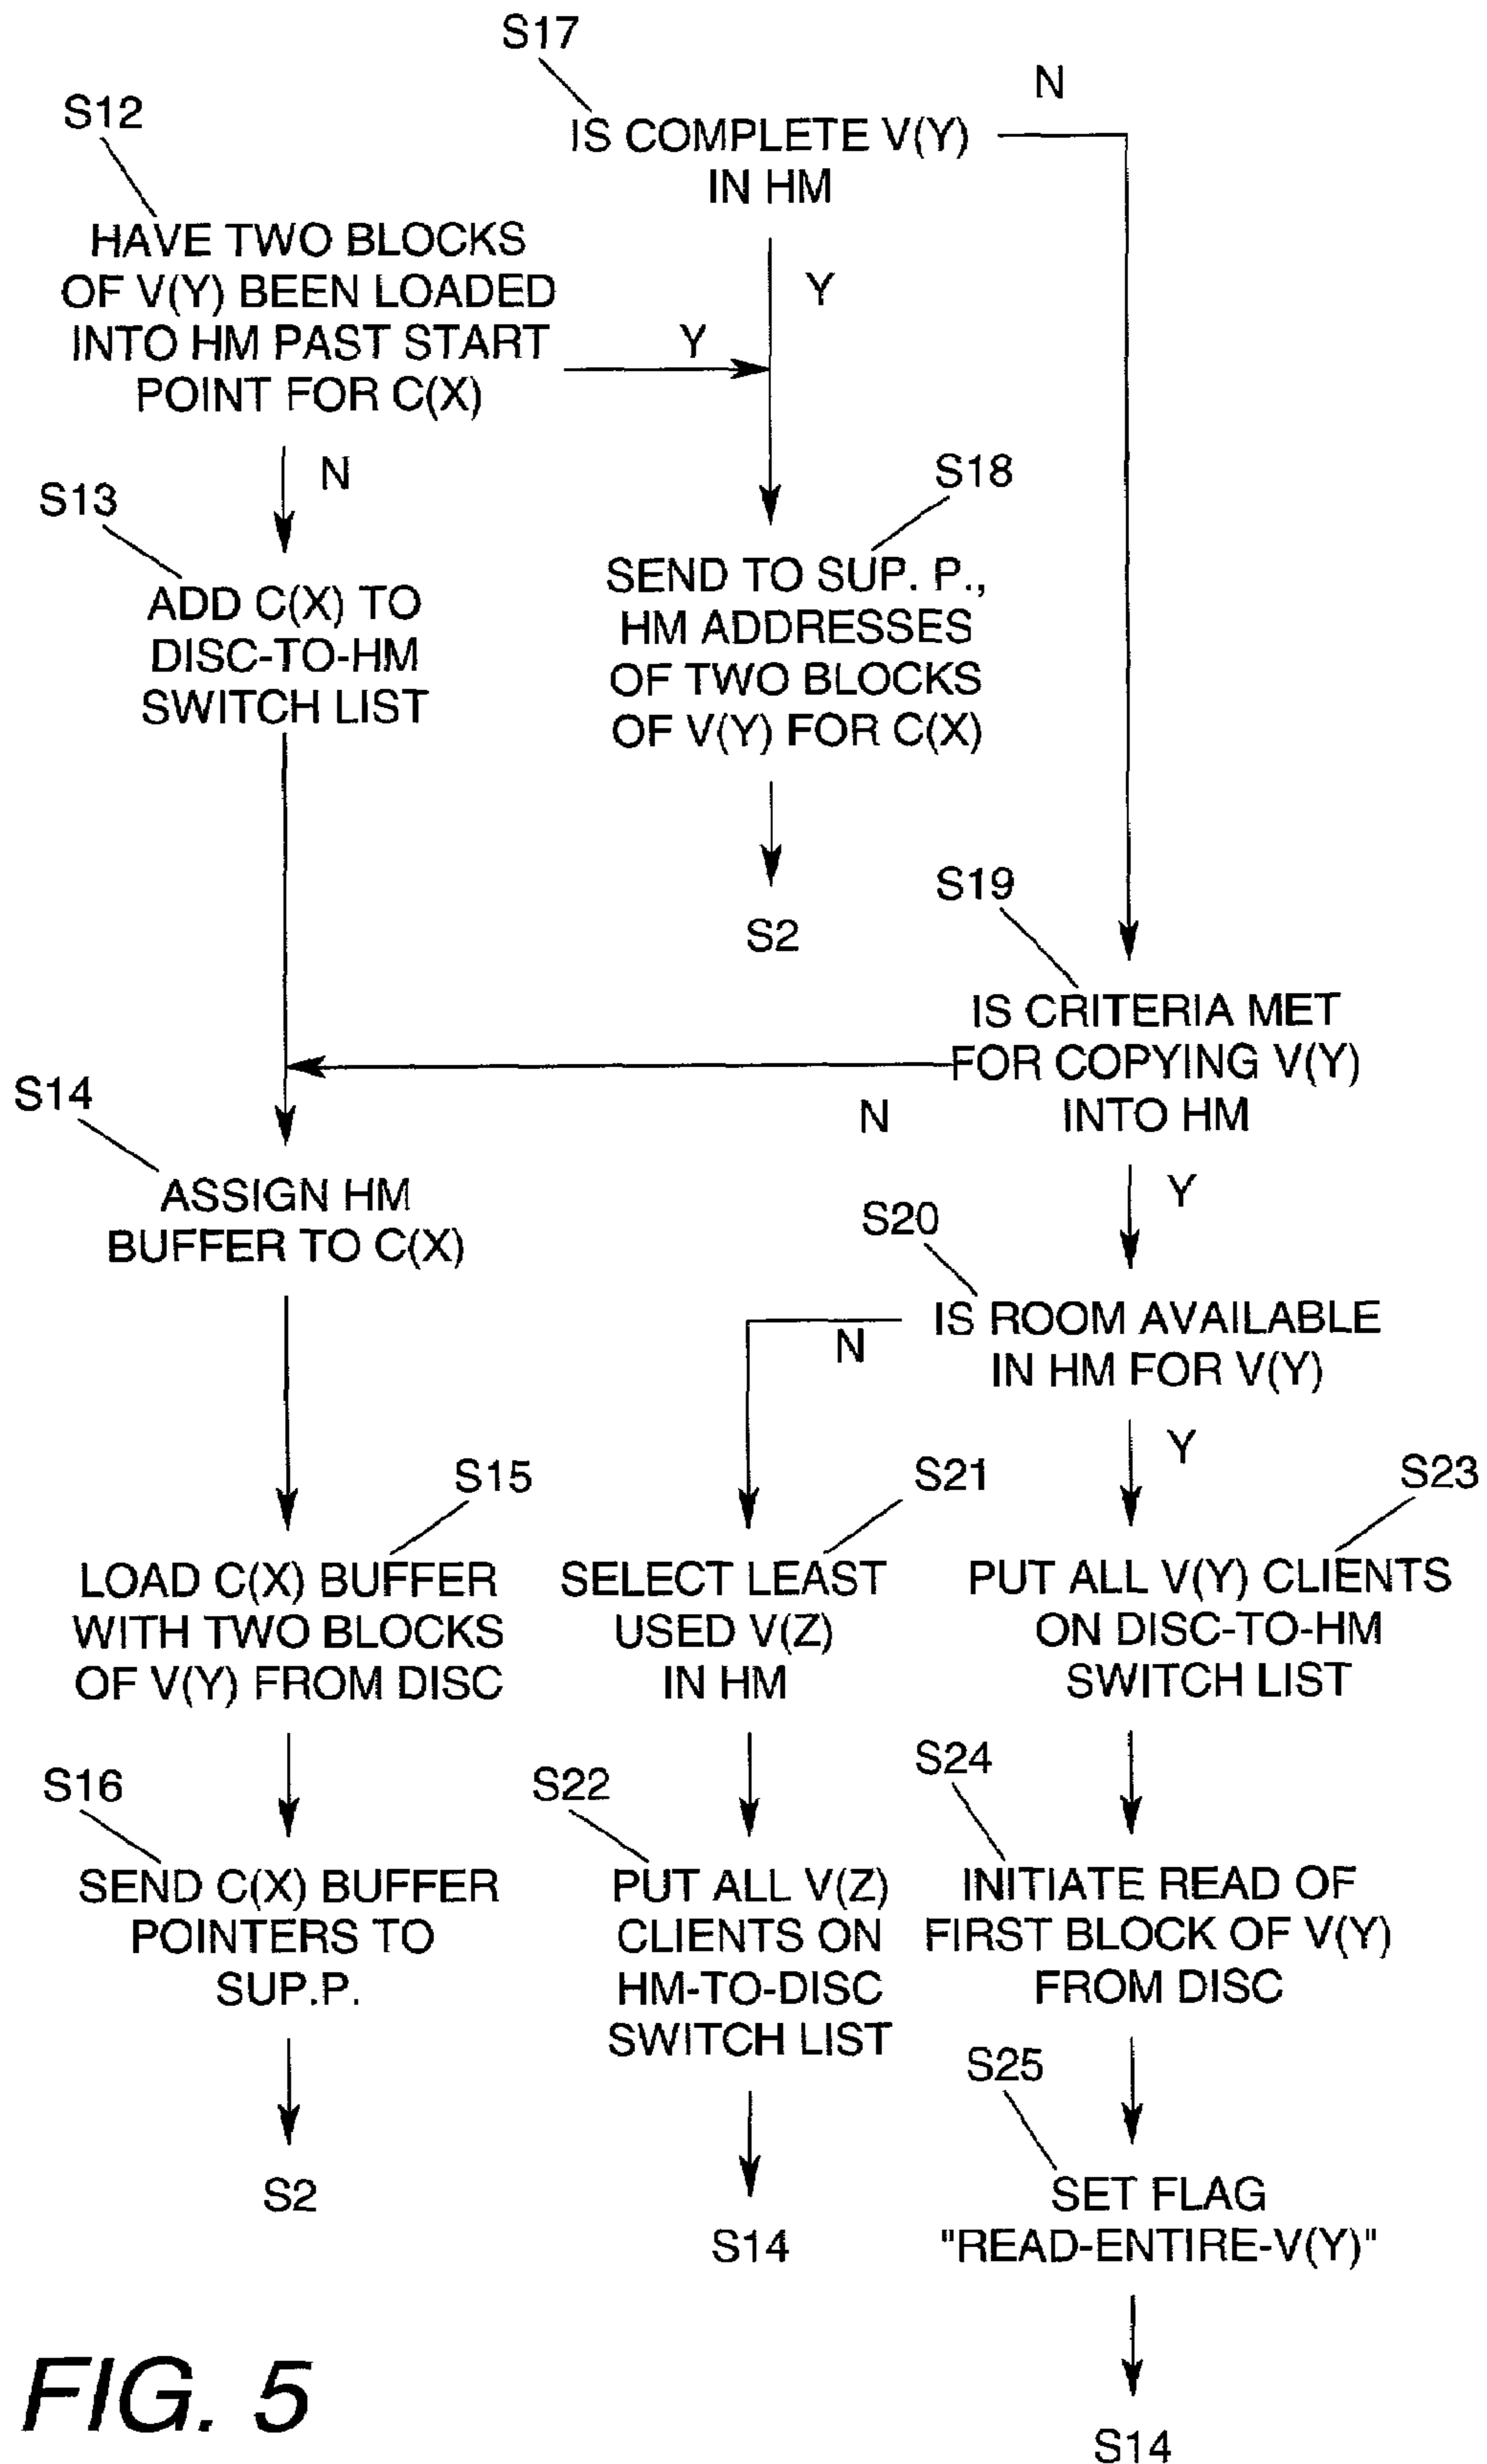 S17
N
IS COMPLETE V(Y)
IN HM
Y
S12
HAVE TWO BLOCKS
OF V(Y) BEEN LOADED
INTO HM PAST START
POINT FOR C(X)
Y
N
S13
ADD C(X) TO
DISC-TO-HM
SWITCH LIST
S18
SEND TO SUP. P.,
HM ADDRESSES
OF TWO BLOCKS
OF V(Y) FOR C(X)
S2
S19
IS CRITERIA MET
FOR COPYING V(Y)
INTO HM
N
Y
S14
ASSIGN HM
BUFFER TO C(X)
S20
IS ROOM AVAILABLE
IN HM FOR V(Y)
N
Y
S15
LOAD C(X) BUFFER
WITH TWO BLOCKS
OF V(Y) FROM DISC
S21
SELECT LEAST
USED V(Z)
IN HM
S23
PUT ALL V(Y) CLIENTS
ON DISC-TO-HM
SWITCH LIST
S16
SEND C(X) BUFFER
POINTERS TO
SUP.P.
S2
S22
PUT ALL V(Z)
CLIENTS ON
HM-TO-DISC
SWITCH LIST
S14
S24
INITIATE READ OF
FIRST BLOCK OF V(Y)
FROM DISC
S25
SET FLAG
"READ-ENTIRE-V(Y)"
S14
FIG. 5